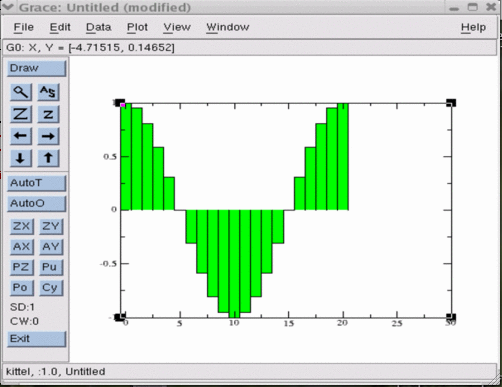 Grace: Untitled (modified)
File Edit Data Plot View Window Help
G0: X, Y = [-4.71515, 0.14652]
Draw
AS
Z z
AutoT
AutoO
ZX ZY
AX AY
PZ Pu
Po Cy
SD:1
CW:0
Exit
0.5
0
-0.5
0 5 10 15 20 25 30
kittel, :1.0, Untitled